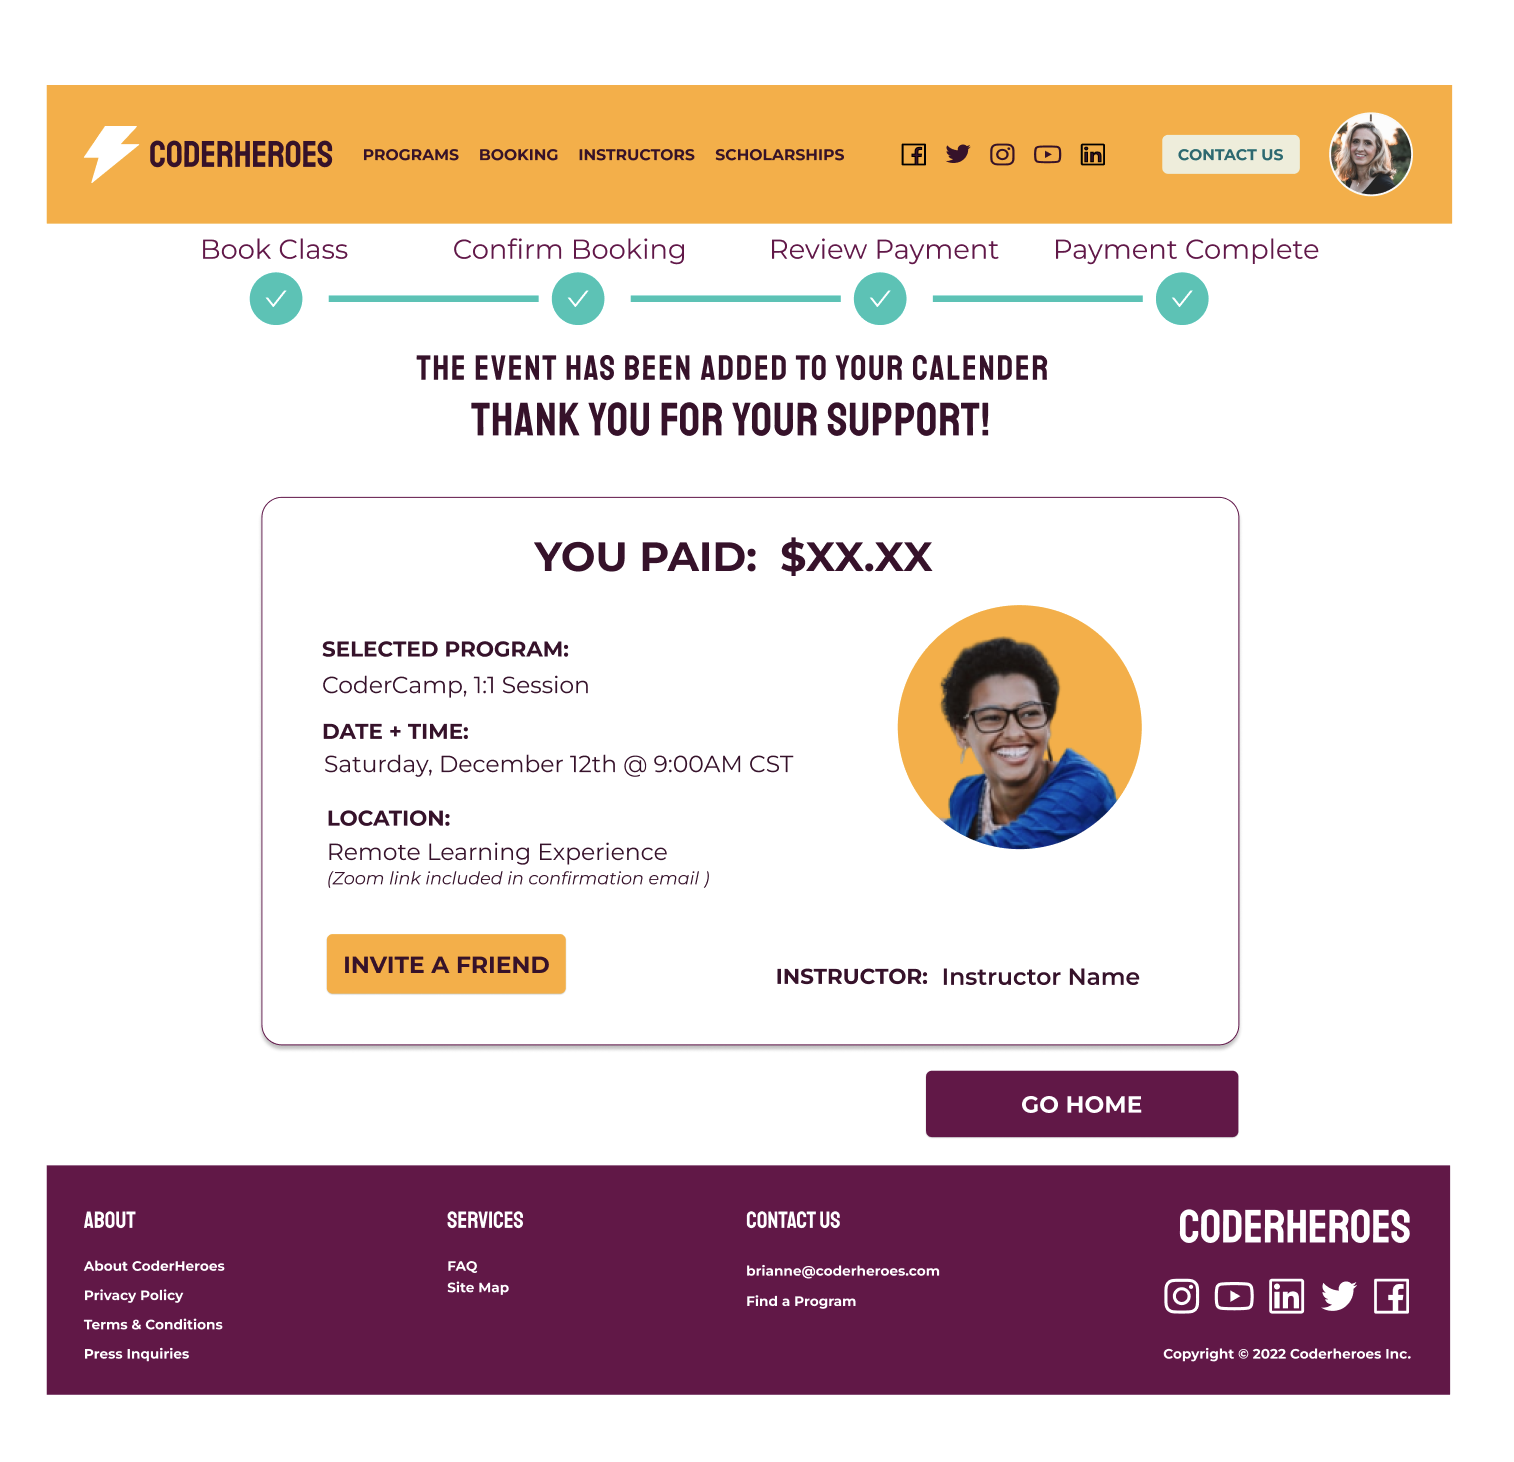 CODERHEROES PROGRAMS BOOKING INSTRUCTORS SCHOLARSHIPS CONTACT US
Book Class Confirm Booking Review Payment Payment Complete
THE EVENT HAS BEEN ADDED TO YOUR CALENDER
THANK YOU FOR YOUR SUPPORT!
YOU PAID: $XX.XX
SELECTED PROGRAM:
CoderCamp, 1:1 Session
DATE + TIME:
Saturday, December 12th @ 9:00AM CST
LOCATION:
Remote Learning Experience
(Zoom link included in confirmation email )
INVITE A FRIEND
INSTRUCTOR: Instructor Name
GO HOME
ABOUT
About CoderHeroes
Privacy Policy
Terms & Conditions
Press Inquiries
SERVICES
FAQ
Site Map
CONTACT US
brianne@coderheroes.com
Find a Program
CODERHEROES
Copyright © 2022 Coderheroes Inc.